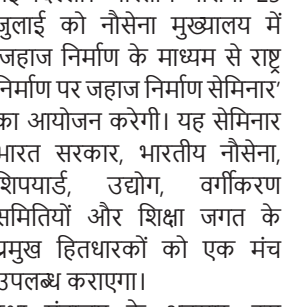 जुलाई को नौसेना मुख्यालय में
'जहाज निर्माण के माध्यम से राष्ट्र
निर्माण पर जहाज निर्माण सेमिनार'
का आयोजन करेगी। यह सेमिनार
भारत सरकार, भारतीय नौसेना,
शिपयार्ड, उद्योग, वर्गीकरण
समितियों और शिक्षा जगत के
प्रमुख हितधारकों को एक मंच
उपलब्ध कराएगा।